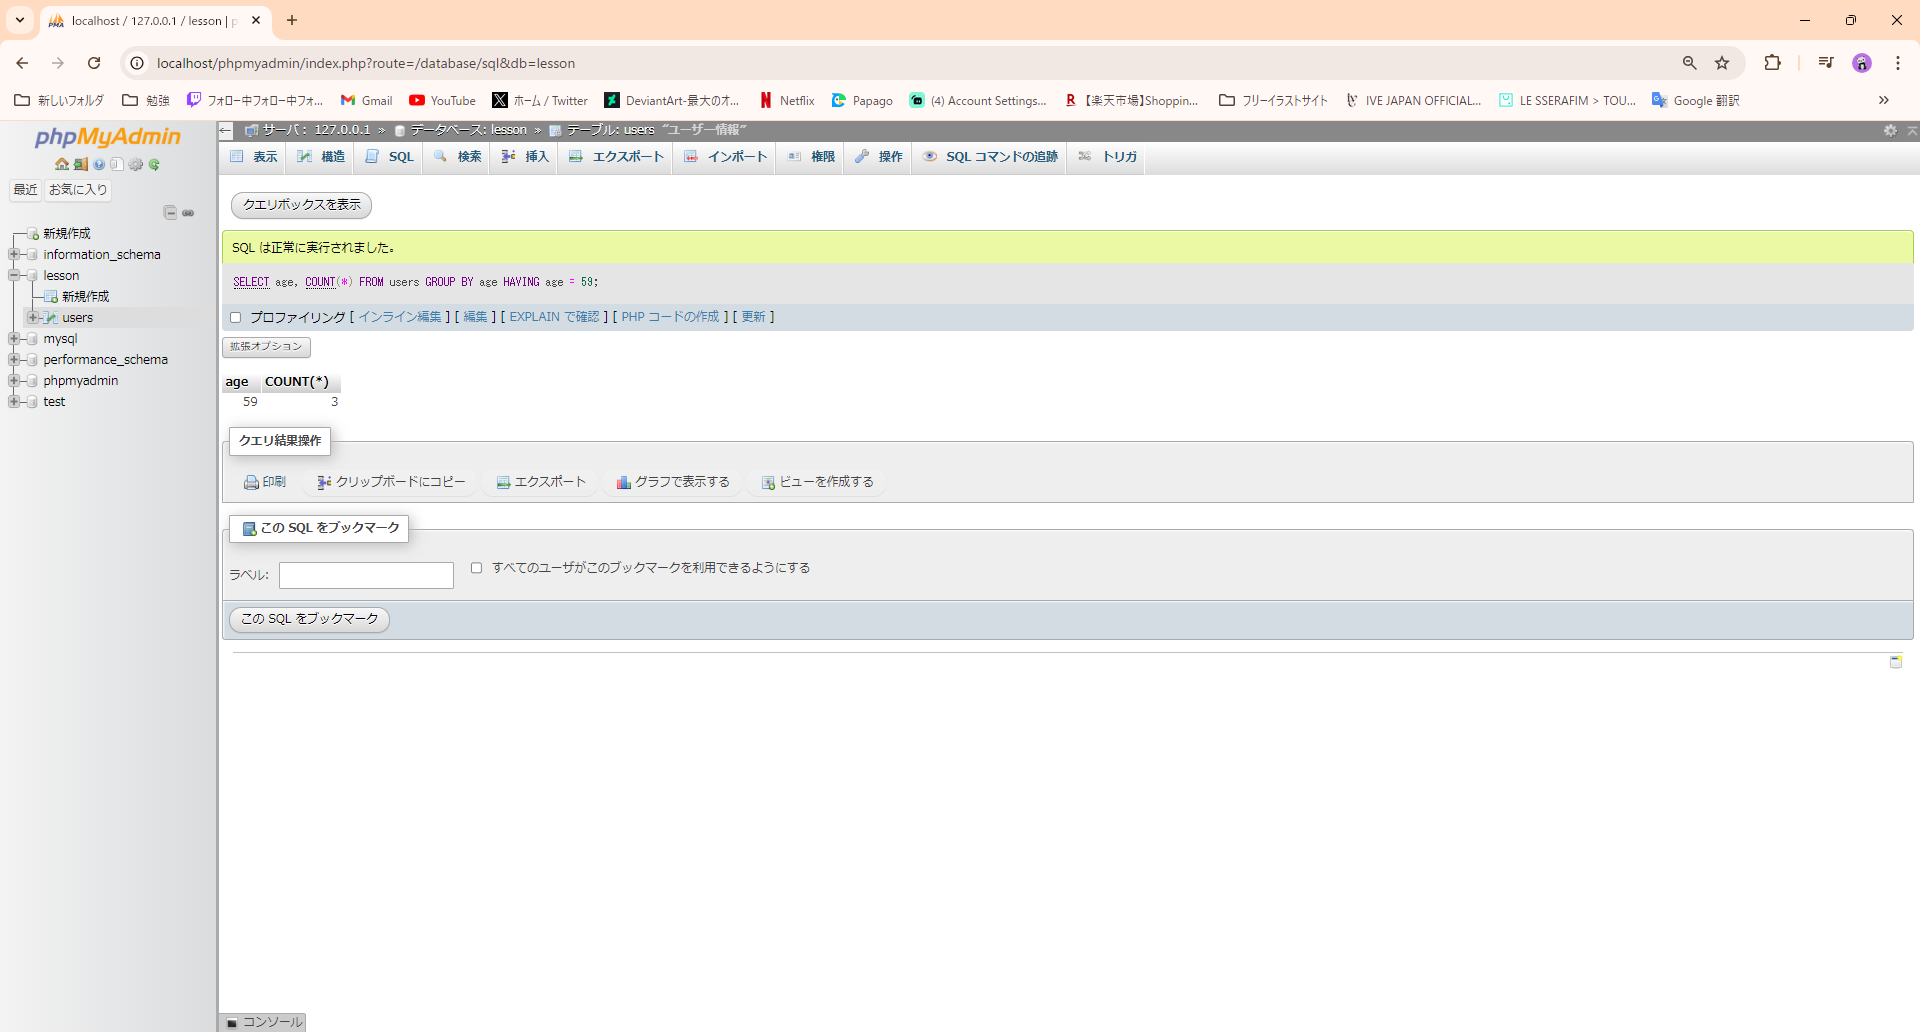 localhost / 127.0.0.1 / lesson | p
localhost/phpmyadmin/index.php?route=/database/sql&db=lesson
新しいフォルダ 勉強 フォロー中フォロー中フォ... Gmail YouTube ホーム / Twitter DeviantArt-最大のオ... Netflix Papago (4) Account Settings... 【楽天市場】Shoppin... フリーイラストサイト IVE JAPAN OFFICIAL... LE SSERAFIM > TOU... Google 翻訳
phpMyAdmin
最近 お気に入り
新規作成
information_schema
lesson
新規作成
users
mysql
performance_schema
phpmyadmin
test
サーバ: 127.0.0.1 » データベース: lesson » テーブル: users "ユーザー情報"
表示 構造 SQL 検索 挿入 エクスポート インポート 権限 操作 SQL コマンドの追跡 トリガ
クエリボックスを表示
SQL は正常に実行されました。
SELECT age, COUNT(*) FROM users GROUP BY age HAVING age = 59;
プロファイリング [ インライン編集 ] [ 編集 ] [ EXPLAIN で確認 ] [ PHP コードの作成 ] [ 更新 ]
拡張オプション
age COUNT(*)
59 3
クエリ結果操作
印刷 クリップボードにコピー エクスポート グラフで表示する ビューを作成する
この SQL をブックマーク
ラベル: すべてのユーザがこのブックマークを利用できるようにする
この SQL をブックマーク
コンソール